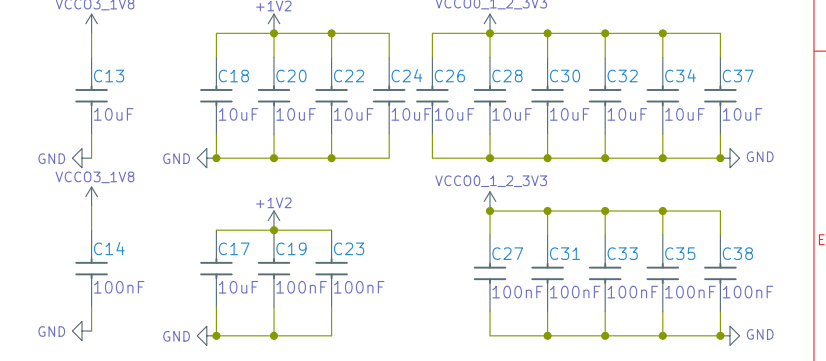 VCCO3_1V8
+1V2
VCCO0_1_2_3V3
C13
C18
C20
C22
C24
C26
C28
C30
C32
C34
C37
10uF
10uF
10uF
10uF
10uF
10uF
10uF
10uF
10uF
10uF
10uF
GND
GND
GND
VCCO3_1V8
VCCO0_1_2_3V3
+1V2
E
C14
C17
C19
C23
C27
C31
C33
C35
C38
100nF
10uF
100nF
100nF
100nF
100nF
100nF
100nF
100nF
GND
GND
GND